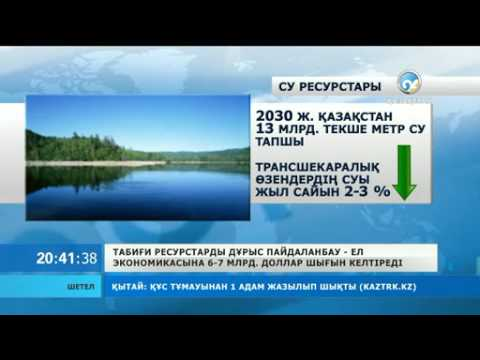 СУ РЕСУРСТАРЫ
2030 Ж. ҚАЗАҚСТАН
13 МЛРД. ТЕКШЕ МЕТР СУ
ТАПШЫ
ТРАНСШЕКАРАЛЫҚ
ӨЗЕНДЕРДІҢ СУЫ
ЖЫЛ САЙЫН 2-3 %
20:41:38
ТАБИҒИ РЕСУРСТАРДЫ ДҰРЫС ПАЙДАЛАНБАУ - ЕЛ
ЭКОНОМИКАСЫНА 6-7 МЛРД. ДОЛЛАР ШЫҒЫН КЕЛТІРЕДІ
ШЕТЕЛ
ҚЫТАЙ: ҚҰС ТҰМАУЫНАН 1 АДАМ ЖАЗЫЛЫП ШЫҚТЫ (KAZTRK.KZ)